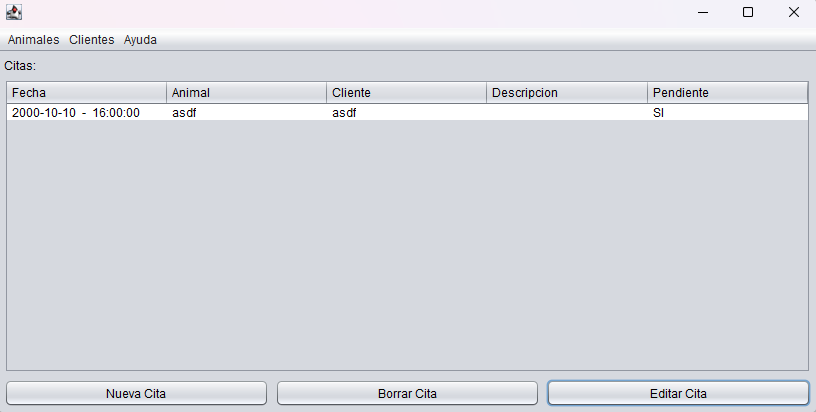 Animales Clientes Ayuda
Citas:
Fecha Animal Cliente Descripcion Pendiente
2000-10-10 - 16:00:00 asdf asdf SI
Nueva Cita Borrar Cita Editar Cita